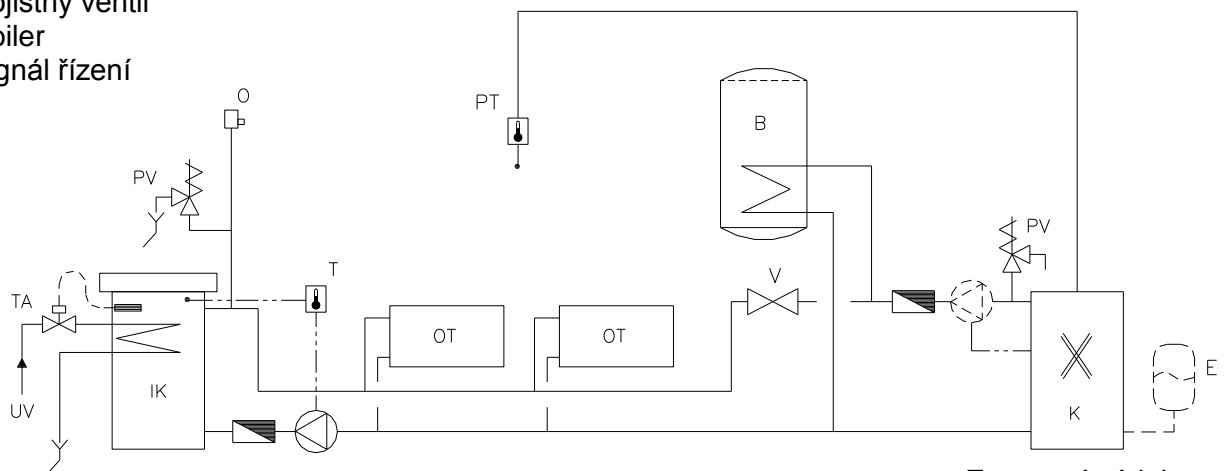 ojistný ventil
oiler
gnál řízení
O
PT
B
PV
PV
T
V
TA
OT
OT
E
IK
K
UV